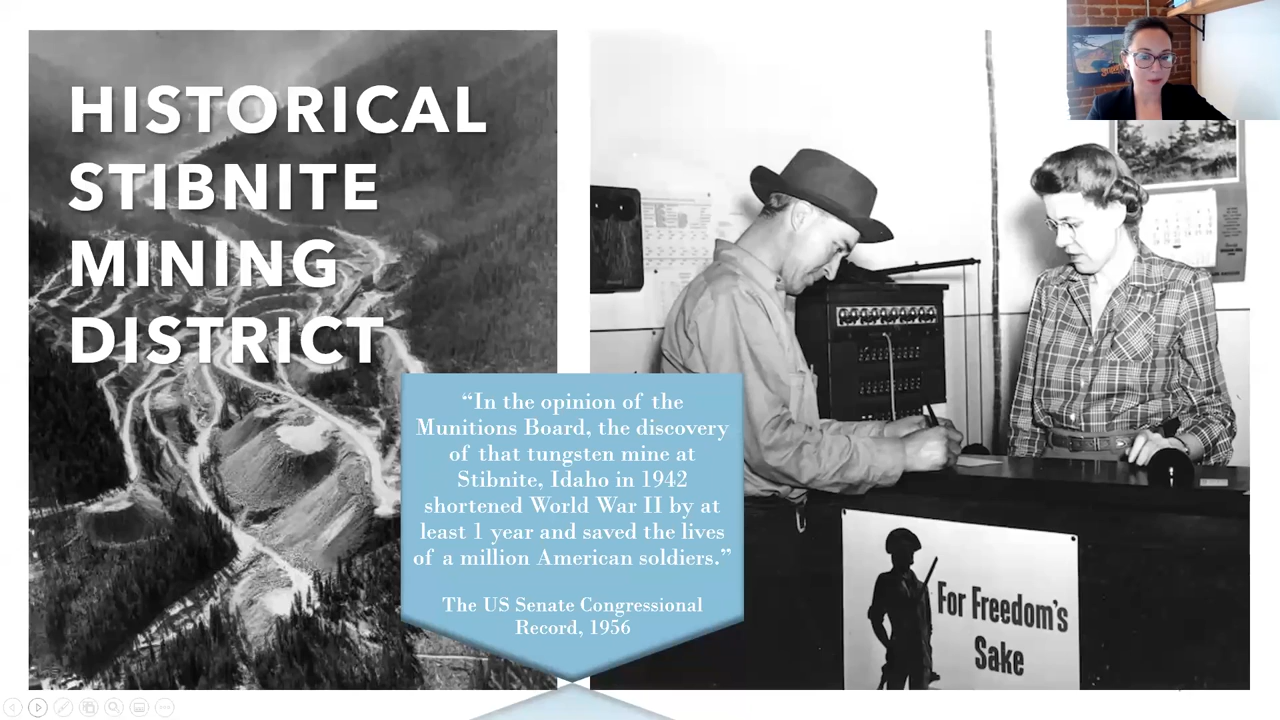 HISTORICAL
STIBNITE
MINING
DISTRICT
“In the opinion of the
Munitions Board, the discovery
of that tungsten mine at
Stibnite, Idaho in 1942
shortened World War II by at
least 1 year and saved the lives
of a million American soldiers.”
The US Senate Congressional
Record, 1956
For Freedom's
Sake